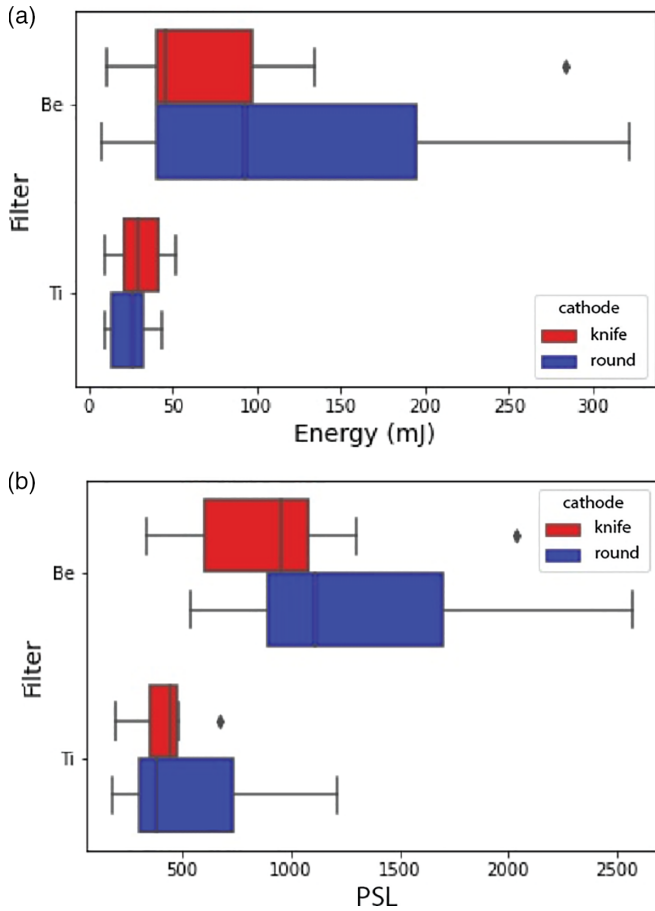 (a)
Be
Filter
Ti
cathode
knife
round
0 50 100 150 200 250 300
Energy (mJ)
(b)
cathode
knife
round
Be
Filter
Ti
500 1000 1500 2000 2500
PSL